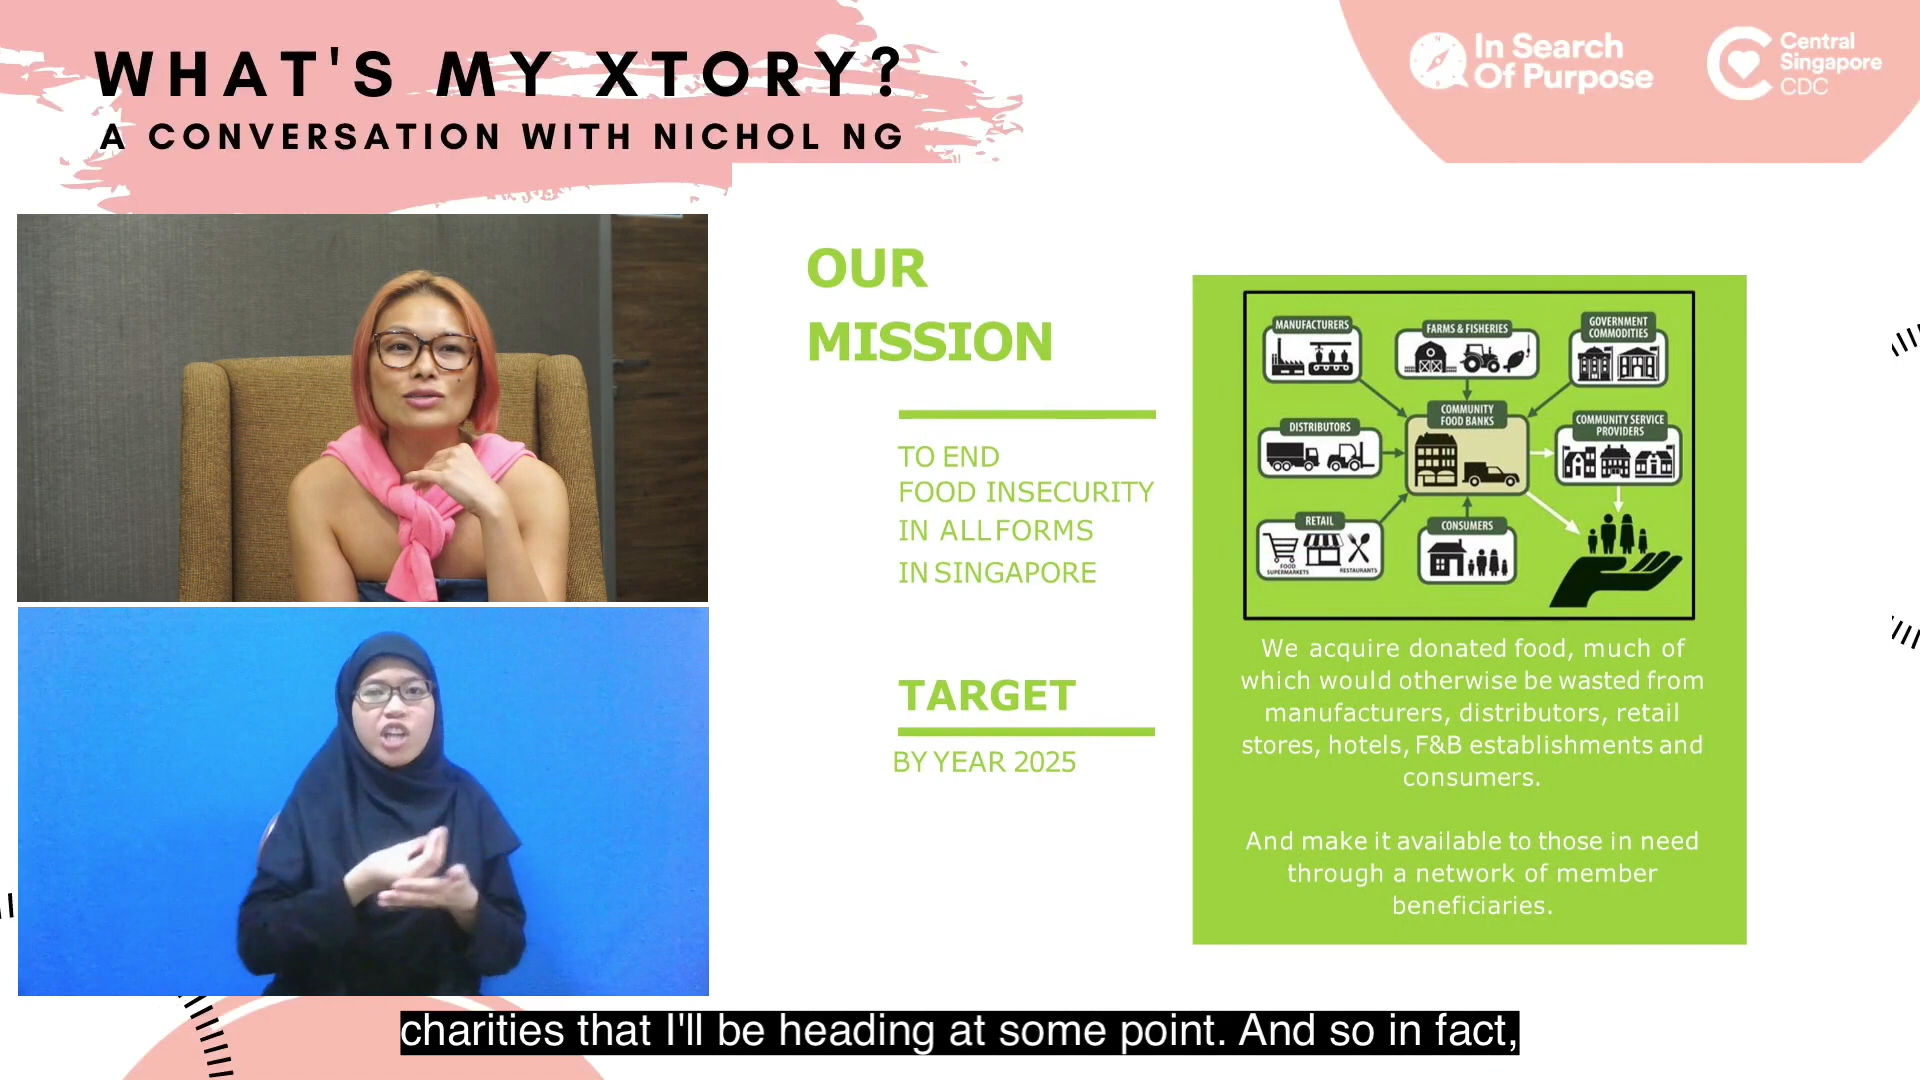 WHAT'S MY XTORY?
A CONVERSATION WITH NICHOL NG
In Search
Of Purpose
Central
Singapore
CDC
OUR
MISSION
TO END
FOOD INSECURITY
IN ALL FORMS
IN SINGAPORE
TARGET
BY YEAR 2025
MANUFACTURERS
FARMS & FISHERIES
GOVERNMENT
COMMODITIES
DISTRIBUTORS
COMMUNITY
FOOD BANKS
COMMUNITY SERVICE
PROVIDERS
RETAIL
FOOD
SUPERMARKETS
RESTAURANTS
CONSUMERS
We acquire donated food, much of
which would otherwise be wasted from
manufacturers, distributors, retail
stores, hotels, F&B establishments and
consumers.
And make it available to those in need
through a network of member
beneficiaries.
charities that I'll be heading at some point. And so in fact,